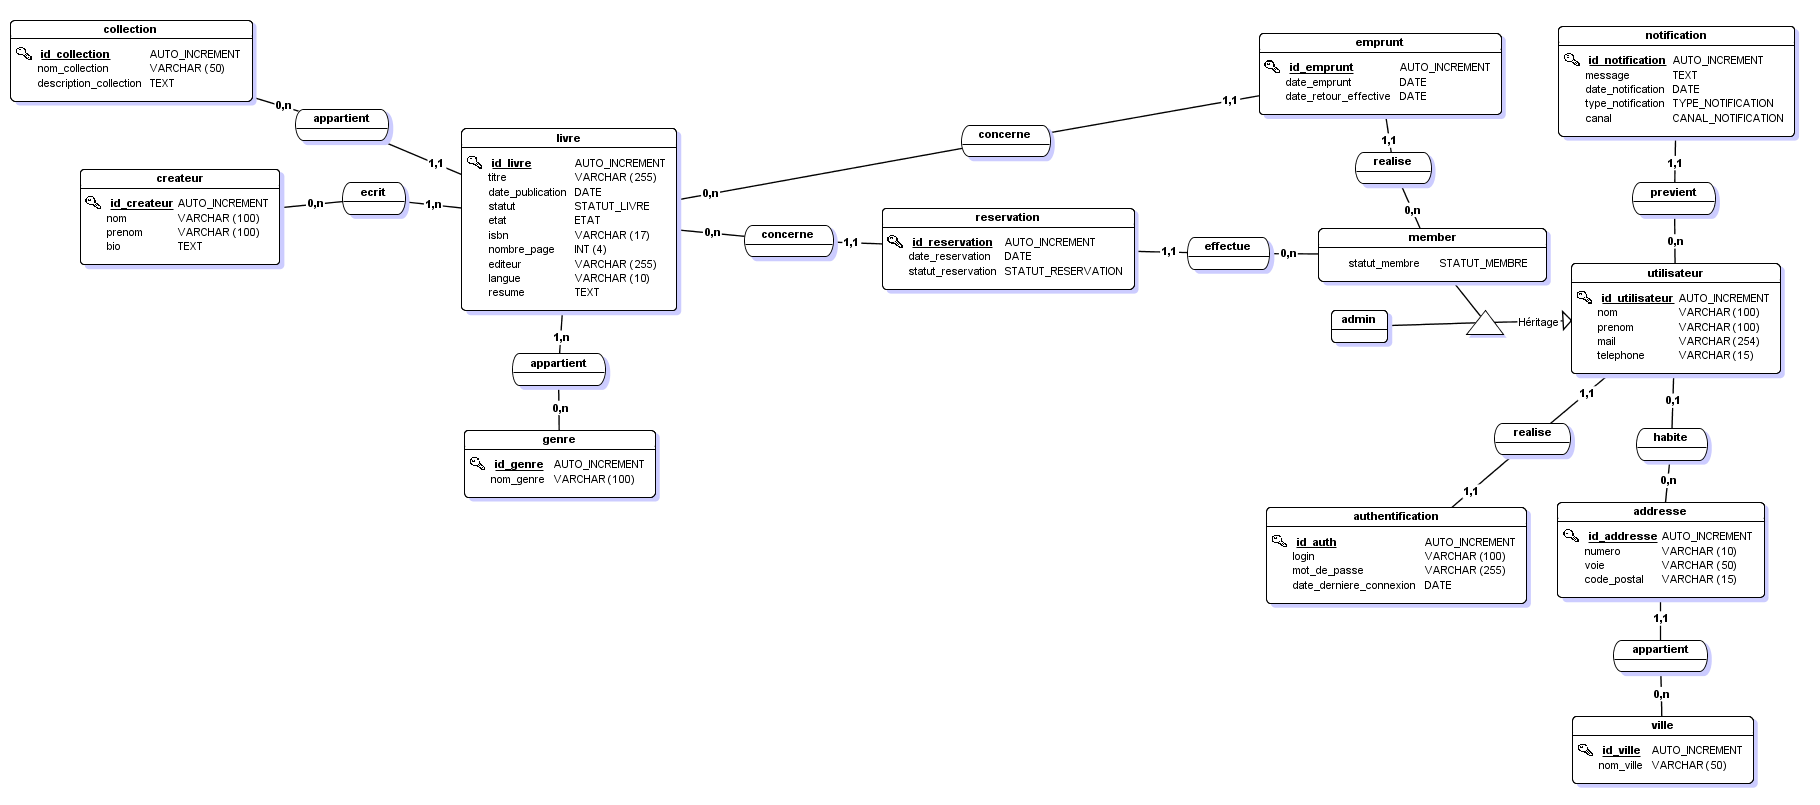 collection
id_collection AUTO_INCREMENT
nom_collection VARCHAR (50)
description_collection TEXT
0,n
appartient
1,1
createur
id_createur AUTO_INCREMENT
nom VARCHAR (100)
prenom VARCHAR (100)
bio TEXT
0,n
ecrit
1,n
livre
id_livre AUTO_INCREMENT
titre VARCHAR (255)
date_publication DATE
statut STATUT_LIVRE
etat ETAT
isbn VARCHAR (17)
nombre_page INT (4)
editeur VARCHAR (255)
langue VARCHAR (10)
resume TEXT
1,n
appartient
0,n
genre
id_genre AUTO_INCREMENT
nom_genre VARCHAR (100)
0,n
concerne
1,1
emprunt
id_emprunt AUTO_INCREMENT
date_emprunt DATE
date_retour_effective DATE
1,1
realise
0,n
0,n
concerne
1,1
reservation
id_reservation AUTO_INCREMENT
date_reservation DATE
statut_reservation STATUT_RESERVATION
1,1
effectue
0,n
member
statut_membre STATUT_MEMBRE
admin
Héritage
notification
id_notification AUTO_INCREMENT
message TEXT
date_notification DATE
type_notification TYPE_NOTIFICATION
canal CANAL_NOTIFICATION
1,1
previent
0,n
utilisateur
id_utilisateur AUTO_INCREMENT
nom VARCHAR (100)
prenom VARCHAR (100)
mail VARCHAR (254)
telephone VARCHAR (15)
1,1
realise
1,1
authentification
id_auth AUTO_INCREMENT
login VARCHAR (100)
mot_de_passe VARCHAR (255)
date_derniere_connexion DATE
0,1
habite
0,n
addresse
id_addresse AUTO_INCREMENT
numero VARCHAR (10)
voie VARCHAR (50)
code_postal VARCHAR (15)
1,1
appartient
0,n
ville
id_ville AUTO_INCREMENT
nom_ville VARCHAR (50)